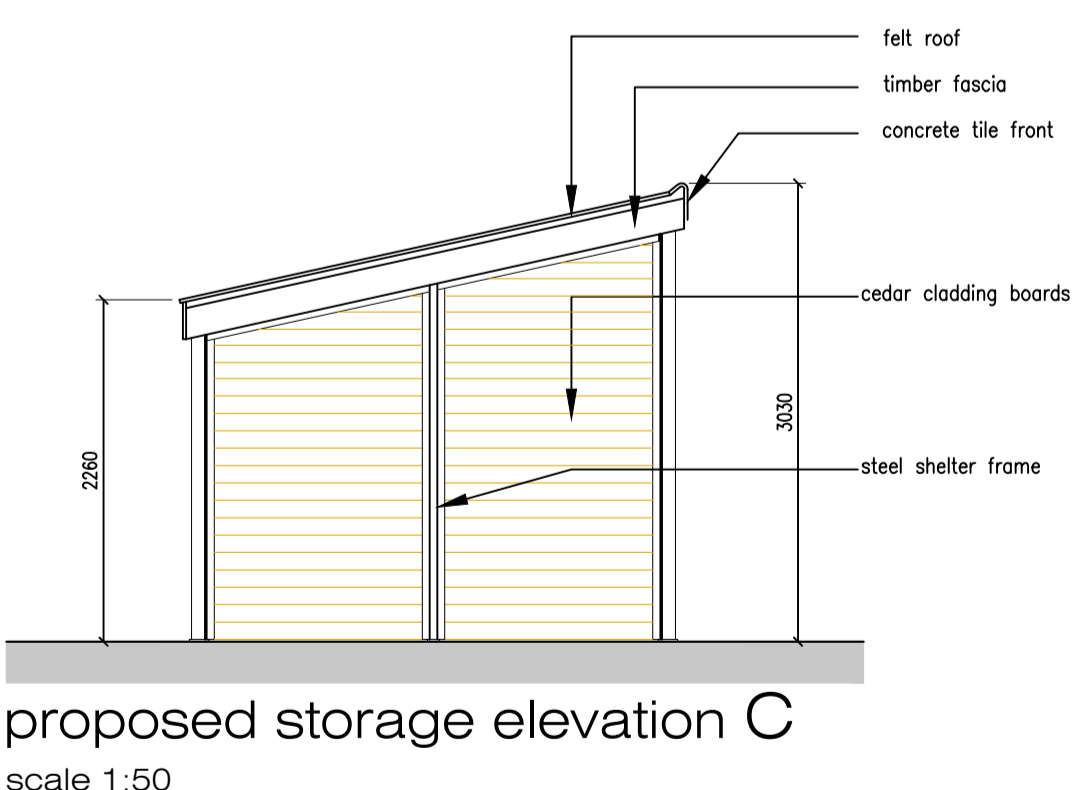 felt roof
timber fascia
concrete tile front
cedar cladding boards
3030
2260
steel shelter frame
proposed storage elevation C
scale 1:50